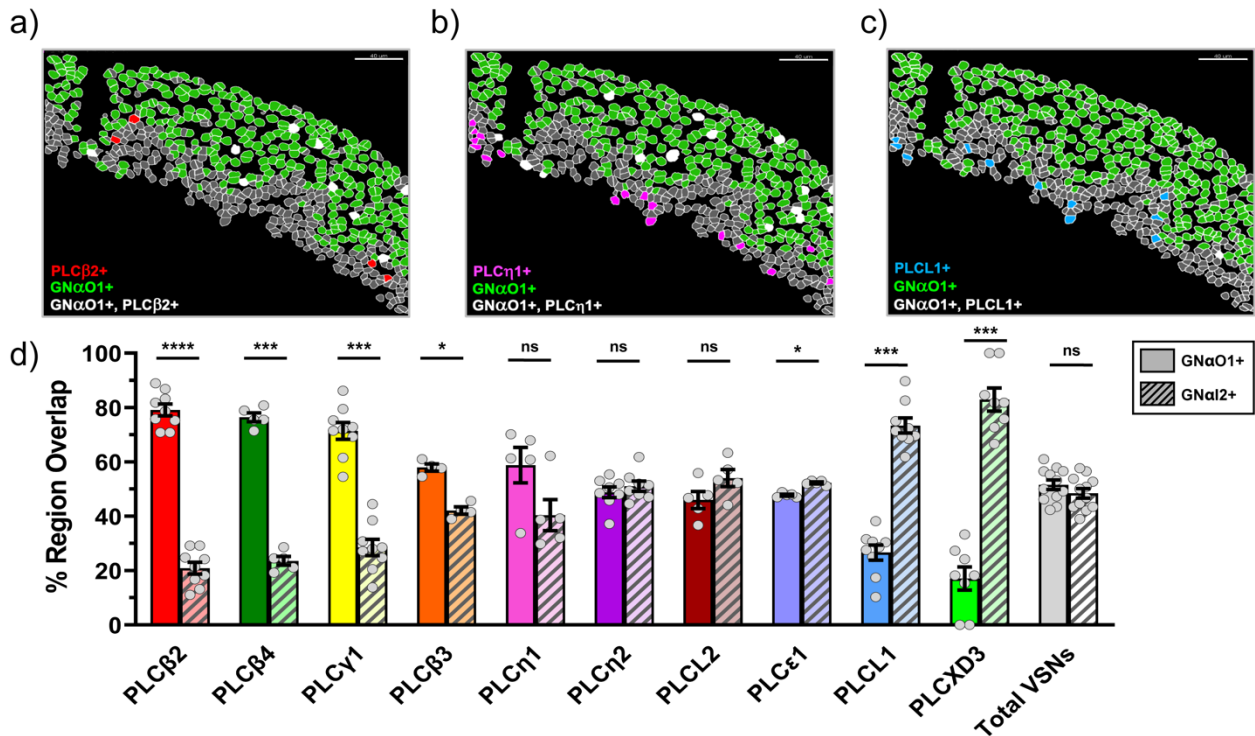 a)
b)
c)
40 um
40 um
40 um
PLCβ2+
GNαO1+
GNαO1+, PLCβ2+
PLCη1+
GNαO1+
GNαO1+, PLCη1+
PLCL1+
GNαO1+
GNαO1+, PLCL1+
d)
**** *** *** * ns ns ns * *** *** ns
% Region Overlap
100
80
60
40
20
0
GNαO1+
GNαI2+
PLCβ2
PLCβ4
PLCγ1
PLCβ3
PLCη1
PLCη2
PLCL2
PLCε1
PLCL1
PLCXD3
Total VSNs